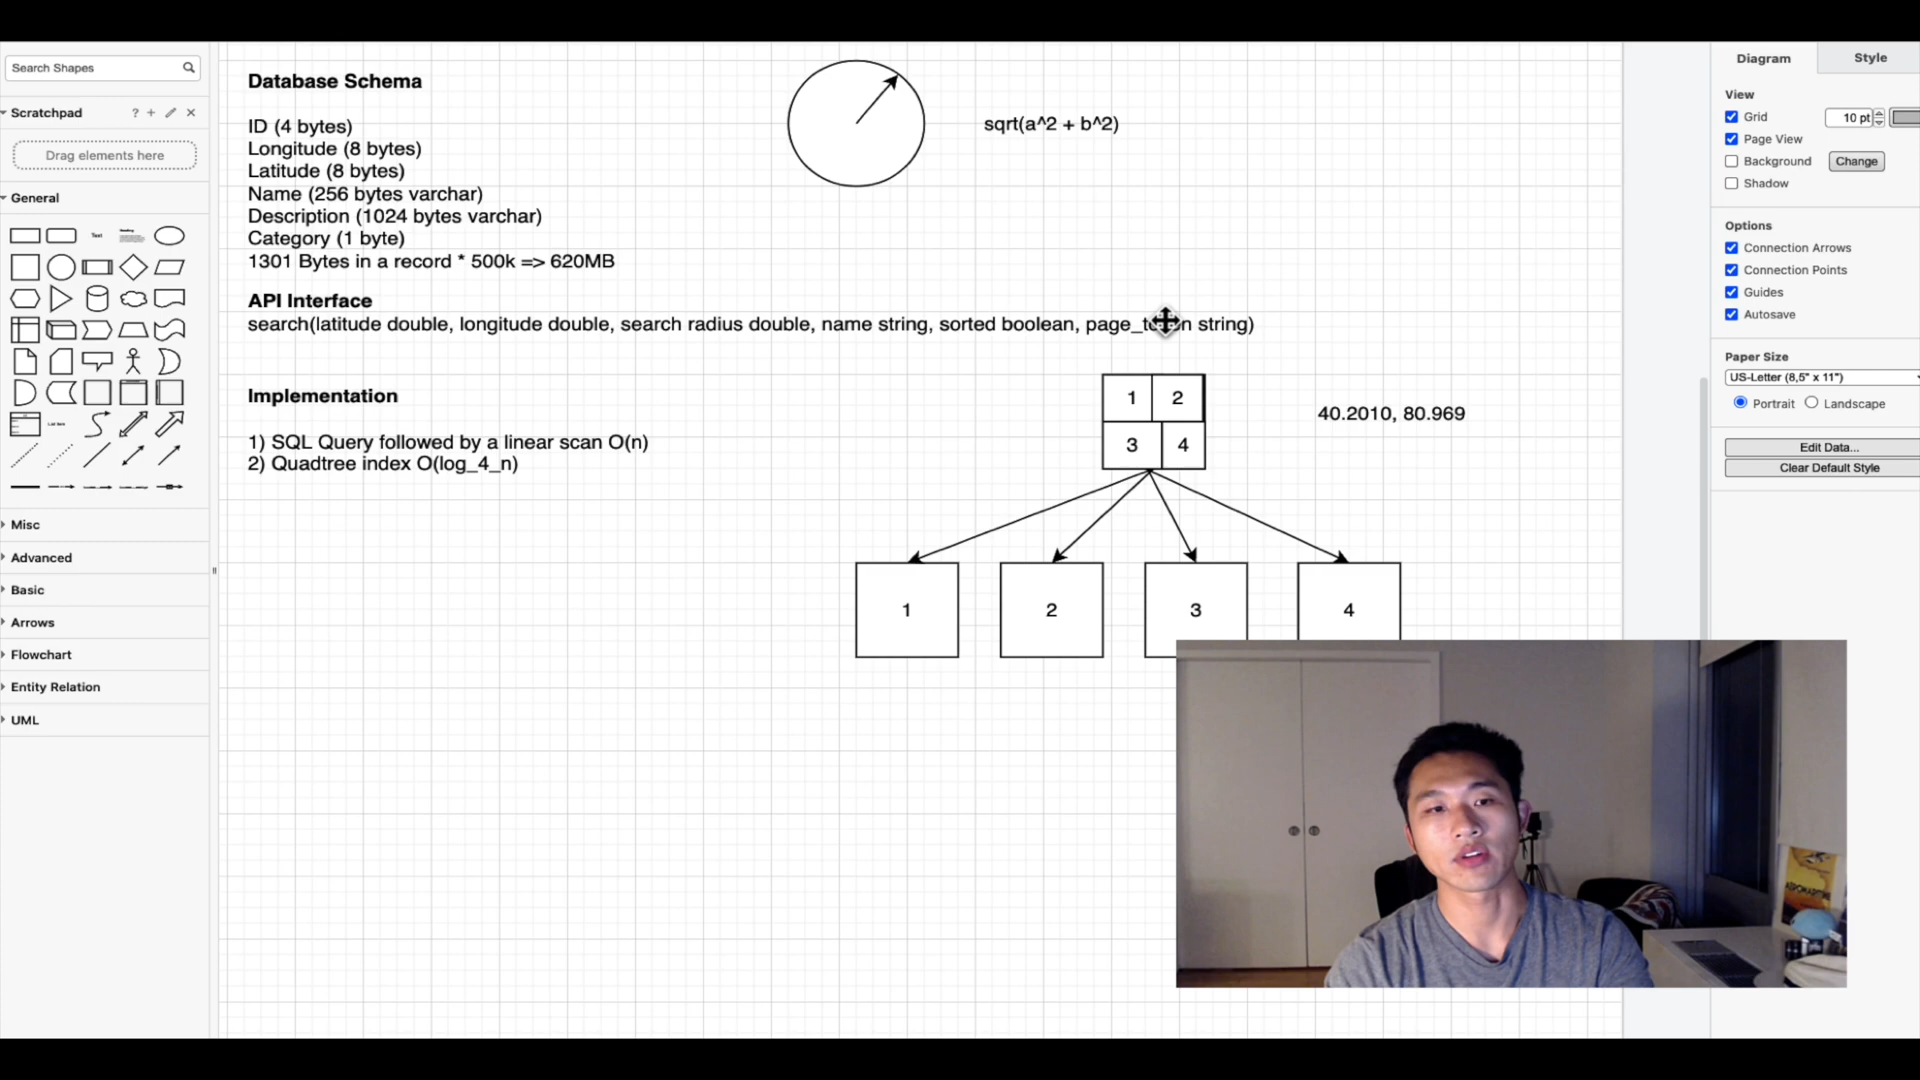 Search Shapes
Scratchpad
?
Drag elements here
General
Text
Heading
List Item
Misc
Advanced
Basic
Arrows
Flowchart
Entity Relation
UML
Database Schema
ID (4 bytes)
Longitude (8 bytes)
Latitude (8 bytes)
Name (256 bytes varchar)
Description (1024 bytes varchar)
Category (1 byte)
1301 Bytes in a record * 500k => 620MB
API Interface
search(latitude double, longitude double, search radius double, name string, sorted boolean, string)
Implementation
1) SQL Query followed by a linear scan O(n)
2) Quadtree index O(log_4_n)
sqrt(a^2 + b^2)
1 2
3 4
40.2010, 80.969
1 2 3 4
Diagram Style
View
Grid 10 pt
Page View
Background Change
Shadow
Options
Connection Arrows
Connection Points
Guides
Autosave
Paper Size
US-Letter (8,5" x 11")
Portrait Landscape
Edit Data...
Clear Default Style